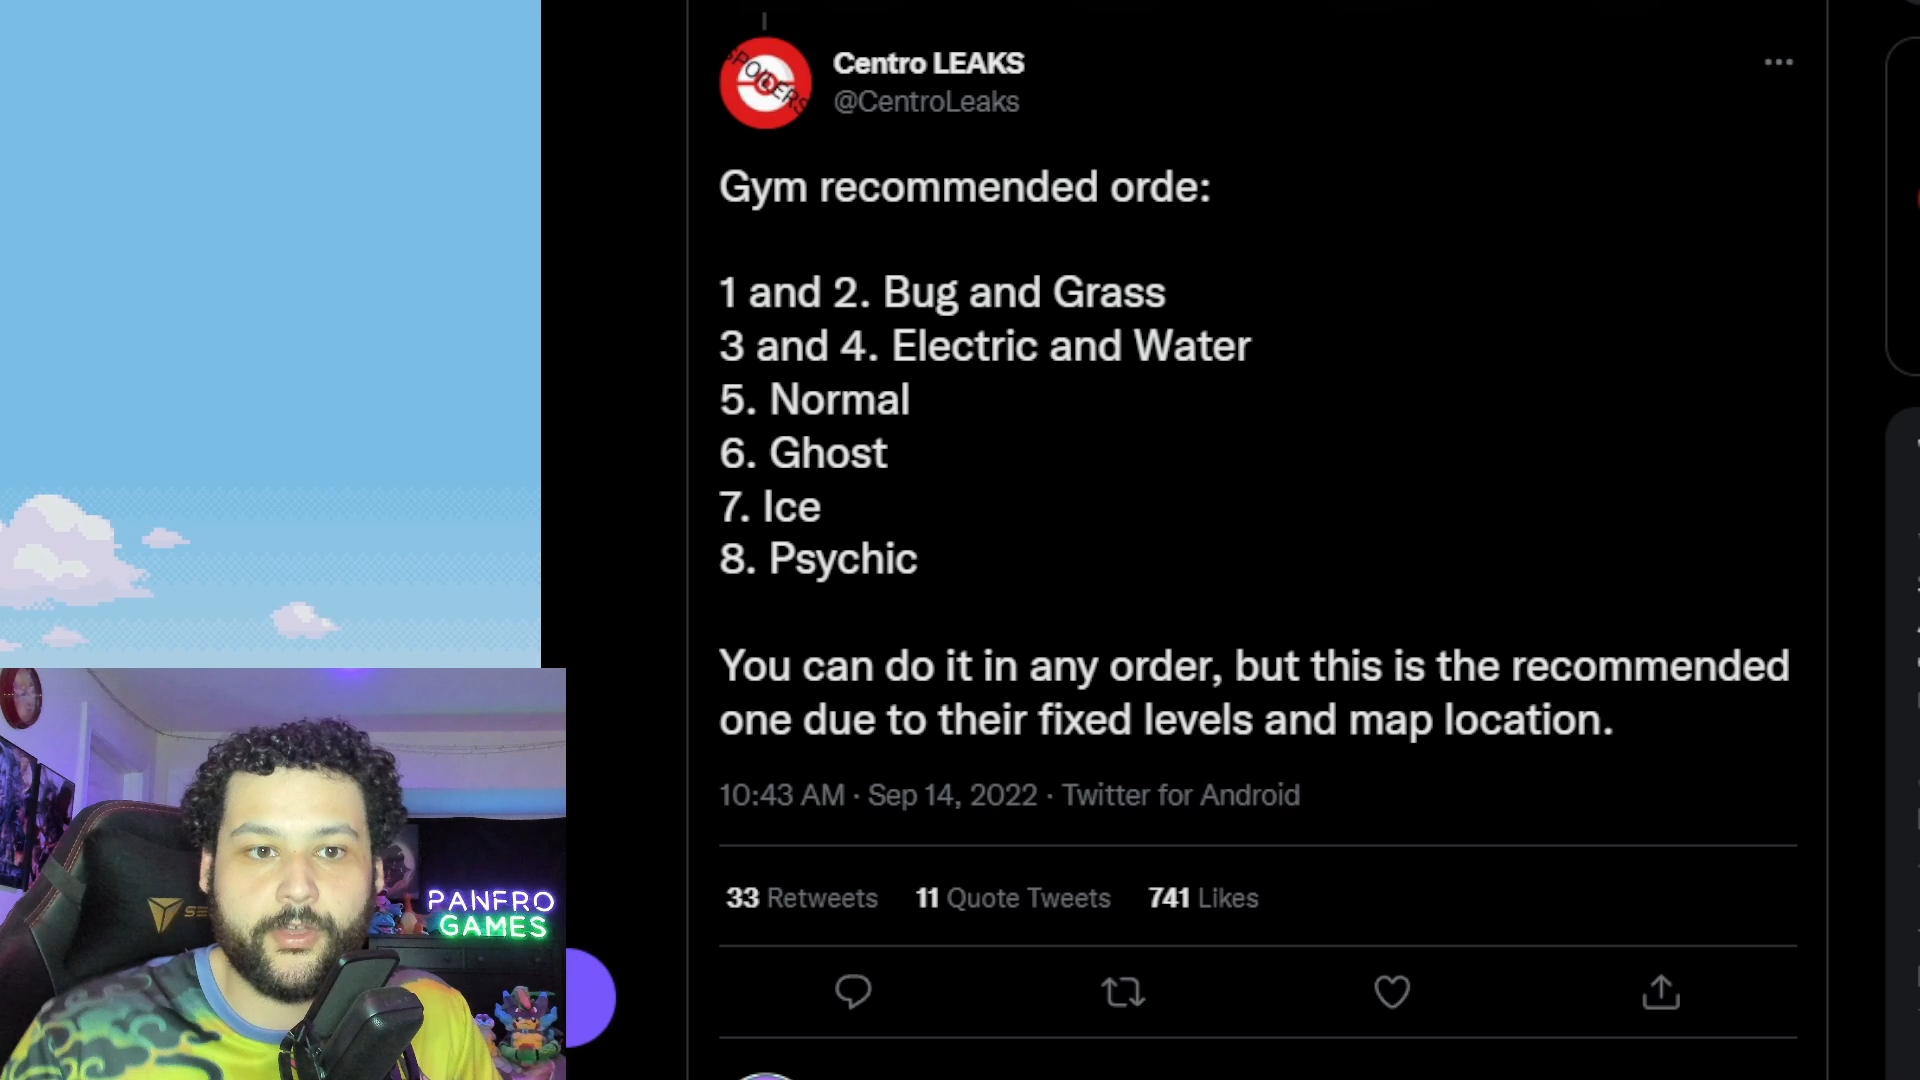 Centro LEAKS
@CentroLeaks
SPOILERS
Gym recommended orde:
1 and 2. Bug and Grass
3 and 4. Electric and Water
5. Normal
6. Ghost
7. Ice
8. Psychic
You can do it in any order, but this is the recommended
one due to their fixed levels and map location.
10:43 AM · Sep 14, 2022 · Twitter for Android
33 Retweets 11 Quote Tweets 741 Likes
PANFRO
GAMES